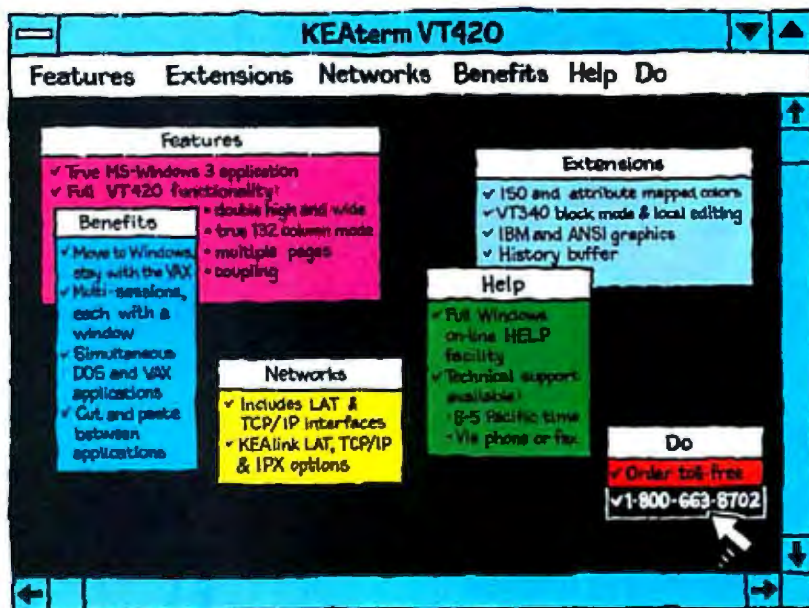 KEAterm VT420
Features Extensions Networks Benefits Help Do
Features
✓ True MS-Windows 3 application
✓ Full VT420 functionality:
• double high and wide
• true 132 column mode
• multiple pages
• coupling
Benefits
✓ Move to Windows,
stay with the VAX
✓ Multi-sessions,
each with a
window
✓ Simultaneous
DOS and VAX
applications
✓ Cut and paste
between
applications
Networks
✓ Includes LAT &
TCP/IP interfaces
✓ KEAlink LAT, TCP/IP
& IPX options
Extensions
✓ ISO and attribute mapped colors
✓ VT340 block mode & local editing
✓ IBM and ANSI graphics
✓ History buffer
Help
✓ Full Windows
on-line HELP
facility
✓ Technical support
available:
• 8-5 Pacific time
• Via phone or fax
Do
✓ Order toll-free
✓ 1-800-663-8702